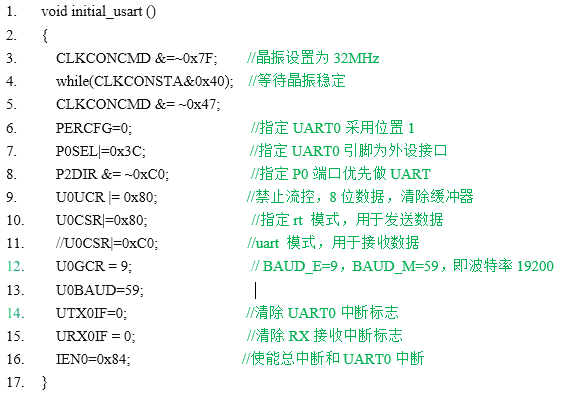 1. void initial_usart ()
2. {
3. CLKCONCMD &=~0x7F; //晶振设置为 32MHz
4. while(CLKCONSTA&0x40); //等待晶振稳定
5. CLKCONCMD &= ~0x47;
6. PERCFG=0; //指定 UART0 采用位置 1
7. P0SEL|=0x3C; //指定 UART0 引脚为外设接口
8. P2DIR &= ~0xC0; //指定 P0 端口优先做 UART
9. U0UCR |= 0x80; //禁止流控，8 位数据，清除缓冲器
10. U0CSR|=0x80; //指定 rt 模式，用于发送数据
11. //U0CSR|=0xC0; //uart 模式，用于接收数据
12. U0GCR = 9; // BAUD_E=9，BAUD_M=59，即波特率 19200
13. U0BAUD=59;
14. UTX0IF=0; //清除 UART0 中断标志
15. URX0IF = 0; //清除 RX 接收中断标志
16. IEN0=0x84; //使能总中断和 UART0 中断
17. }